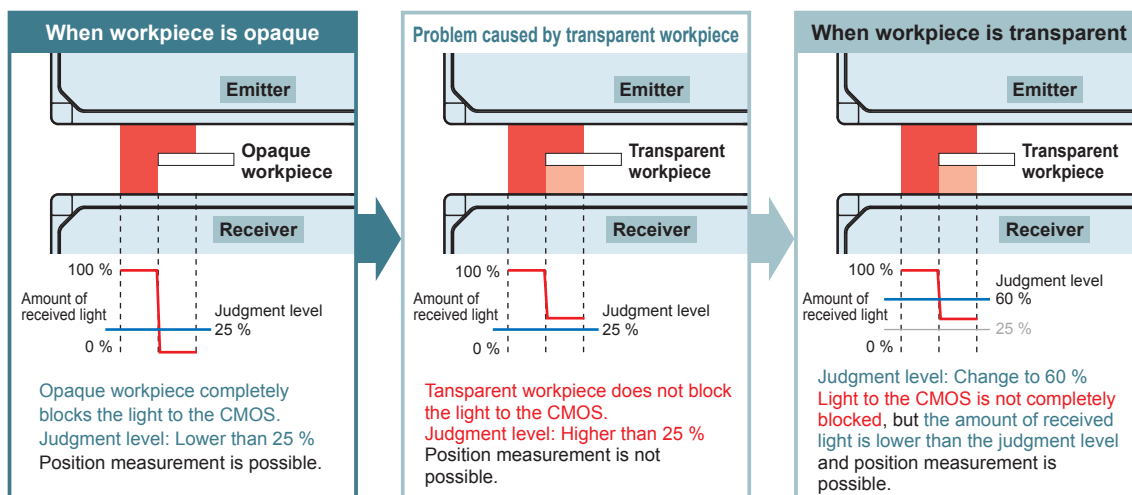 When workpiece is opaque
Emitter
Opaque
workpiece
Receiver
100 %
Amount of
received light
Judgment level
25 %
0 %
Opaque workpiece completely
blocks the light to the CMOS.
Judgment level: Lower than 25 %
Position measurement is possible.
Problem caused by transparent workpiece
Emitter
Transparent
workpiece
Receiver
100 %
Amount of
received light
Judgment level
25 %
0 %
Tansparent workpiece does not block
the light to the CMOS.
Judgment level: Higher than 25 %
Position measurement is not
possible.
When workpiece is transparent
Emitter
Transparent
workpiece
Receiver
100 %
Amount of
received light
Judgment level
60 %
25 %
0 %
Judgment level: Change to 60 %
Light to the CMOS is not completely
blocked, but the amount of received
light is lower than the judgment level
and position measurement is
possible.